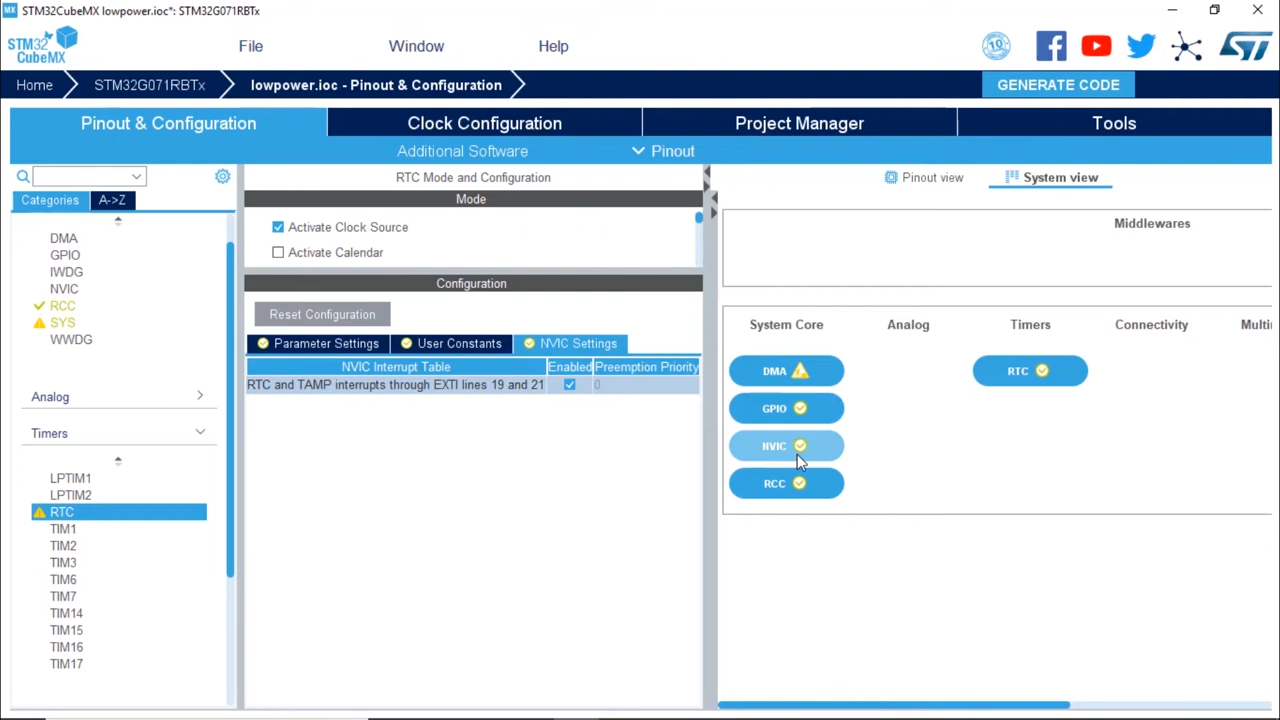 MX STM32CubeMX lowpower.ioc*: STM32G071RBTx
STM32
CubeMX
File
Window
Help
10
ST
Home
STM32G071RBTx
lowpower.ioc - Pinout & Configuration
GENERATE CODE
Pinout & Configuration
Clock Configuration
Project Manager
Tools
Additional Software
Pinout
Categories
A->Z
DMA
GPIO
IWDG
NVIC
RCC
SYS
WWDG
Analog
Timers
LPTIM1
LPTIM2
RTC
TIM1
TIM2
TIM3
TIM6
TIM7
TIM14
TIM15
TIM16
TIM17
RTC Mode and Configuration
Mode
Activate Clock Source
Activate Calendar
Configuration
Reset Configuration
Parameter Settings
User Constants
NVIC Settings
NVIC Interrupt Table Enabled Preemption Priority
RTC and TAMP interrupts through EXTI lines 19 and 21 0
Pinout view
System view
Middlewares
System Core
Analog
Timers
Connectivity
Multi
DMA
RTC
GPIO
NVIC
RCC